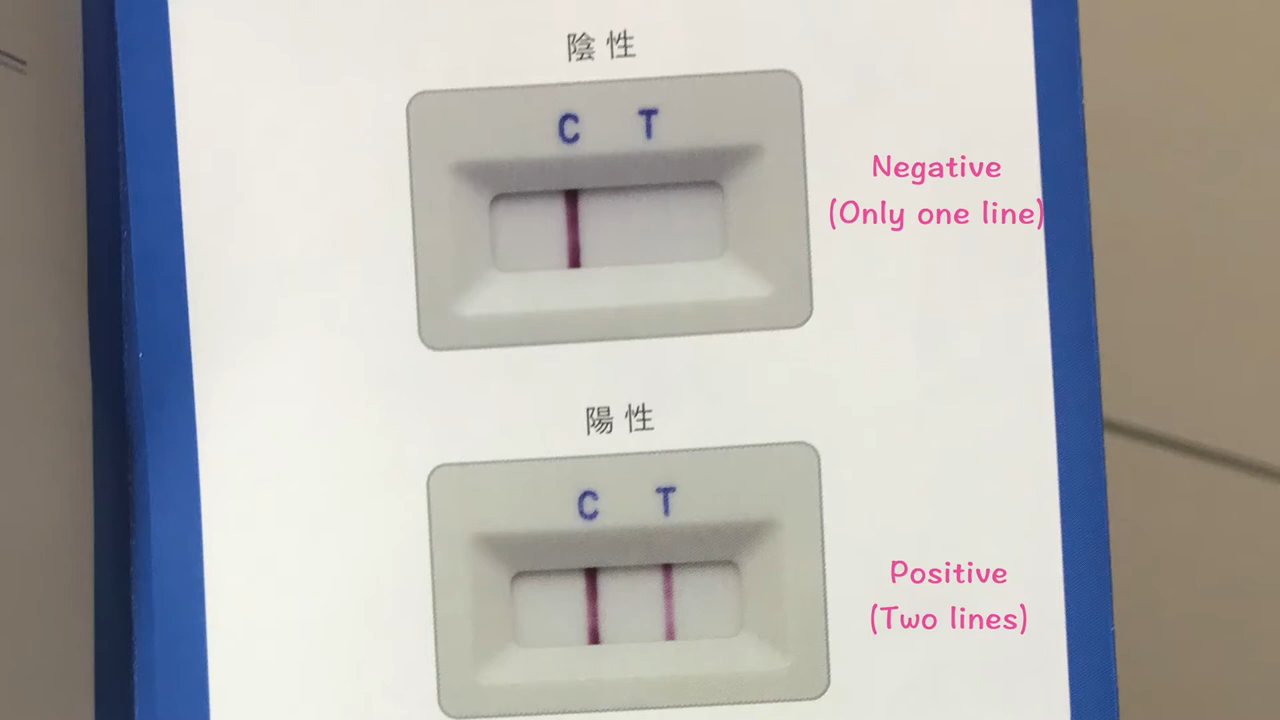 陰性
C T
Negative
(Only one line)
陽性
C T
Positive
(Two lines)